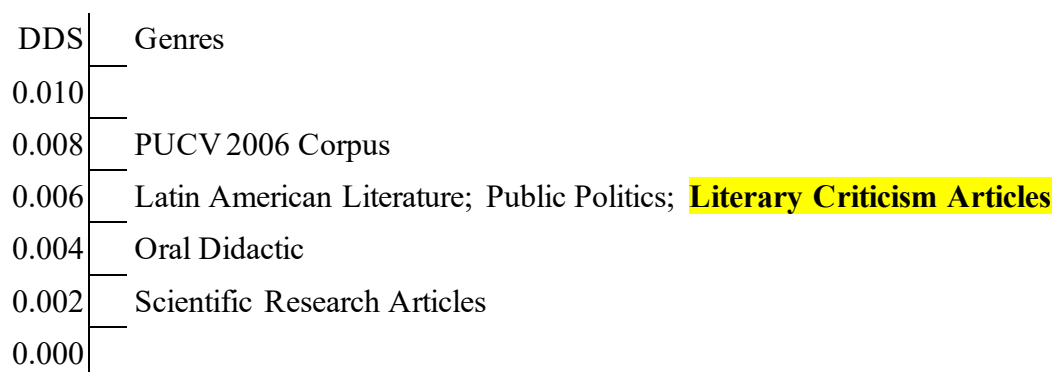 DDS Genres
0.010
0.008 PUCV 2006 Corpus
0.006 Latin American Literature; Public Politics; Literary Criticism Articles
0.004 Oral Didactic
0.002 Scientific Research Articles
0.000